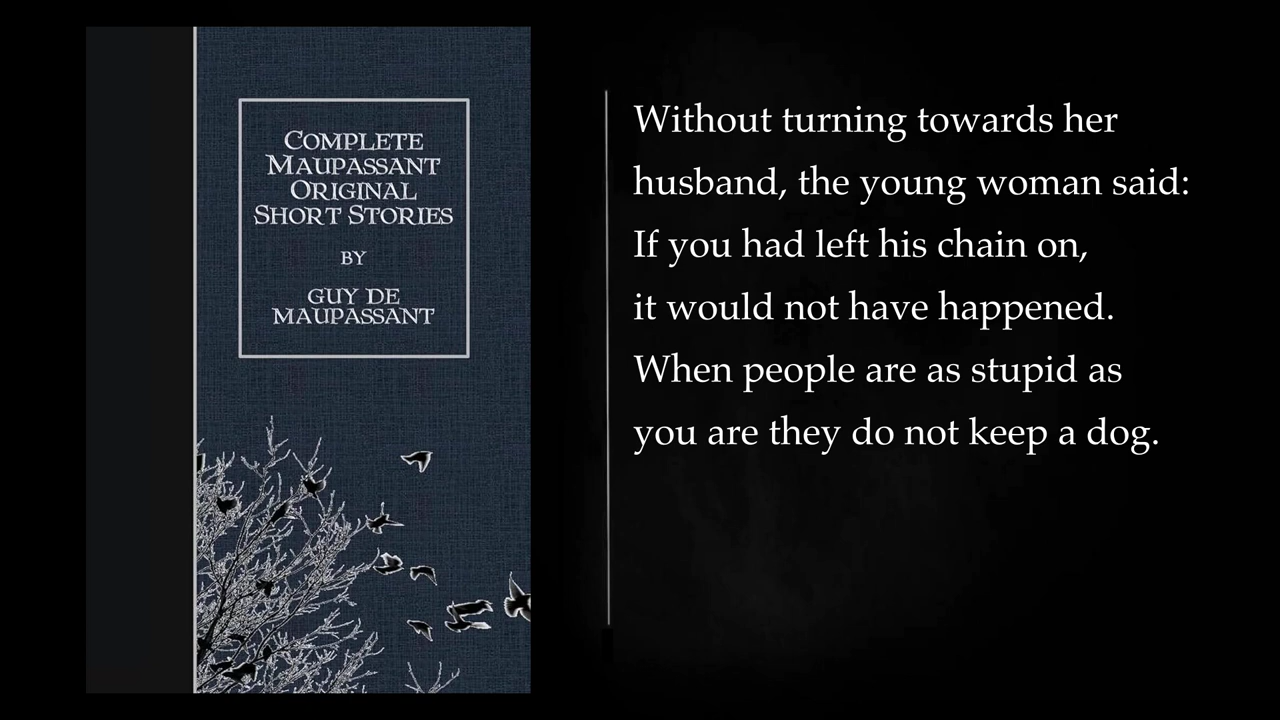 COMPLETE
MAUPASSANT
ORIGINAL
SHORT STORIES
BY
GUY DE
MAUPASSANT
Without turning towards her
husband, the young woman said:
If you had left his chain on,
it would not have happened.
When people are as stupid as
you are they do not keep a dog.